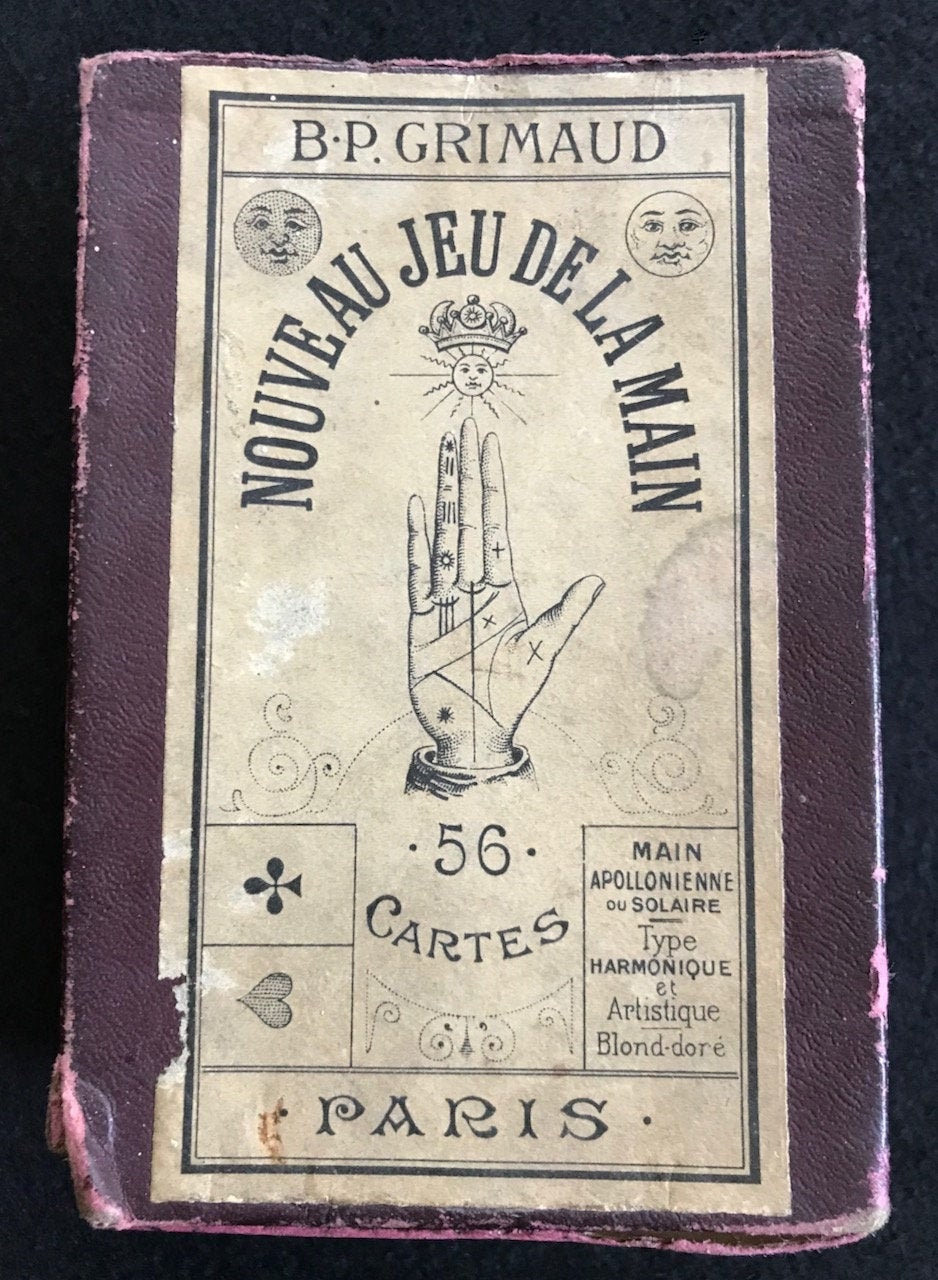 B·P. GRIMAUD
NOUVEAU JEU DE LA MAIN
·56·
CARTES
MAIN
APOLLONIENNE
OU SOLAIRE
Type
HARMONIQUE
et
Artistique
Blond-doré
·PARIS·